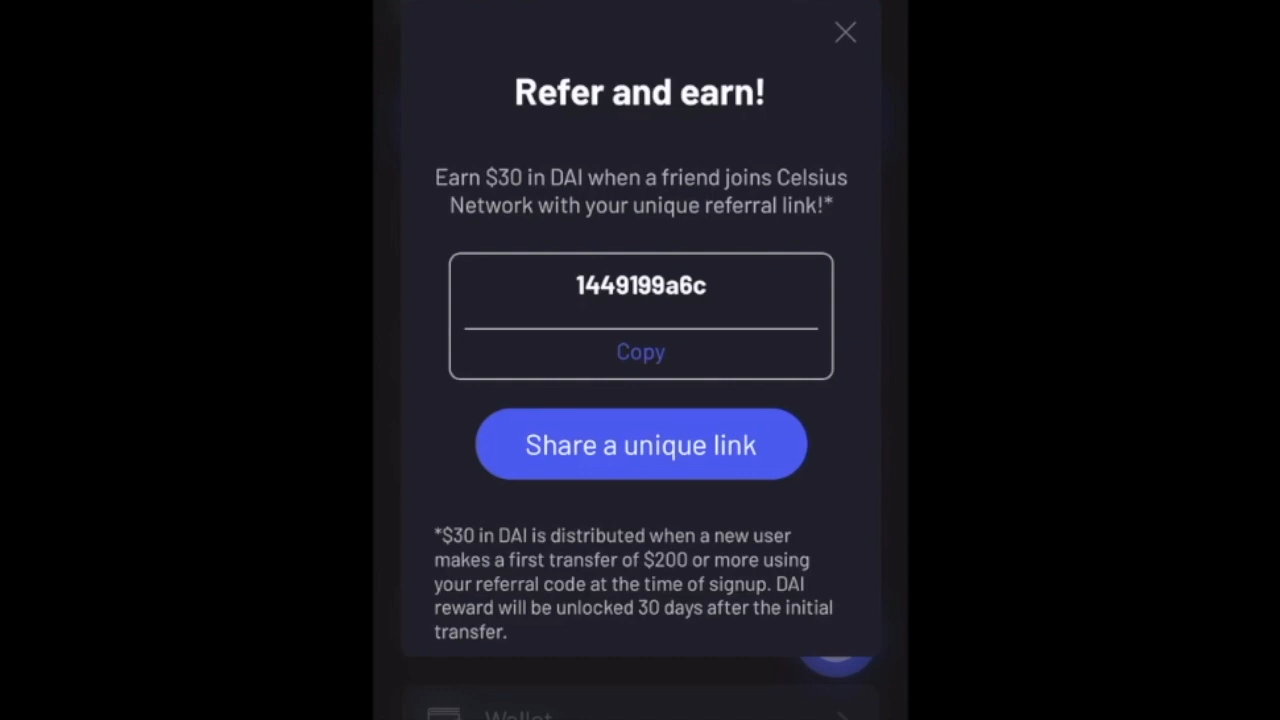 Refer and earn!
Earn $30 in DAI when a friend joins Celsius
Network with your unique referral link!*
1449199a6c
Copy
Share a unique link
*$30 in DAI is distributed when a new user
makes a first transfer of $200 or more using
your referral code at the time of signup. DAI
reward will be unlocked 30 days after the initial
transfer.
Wallet